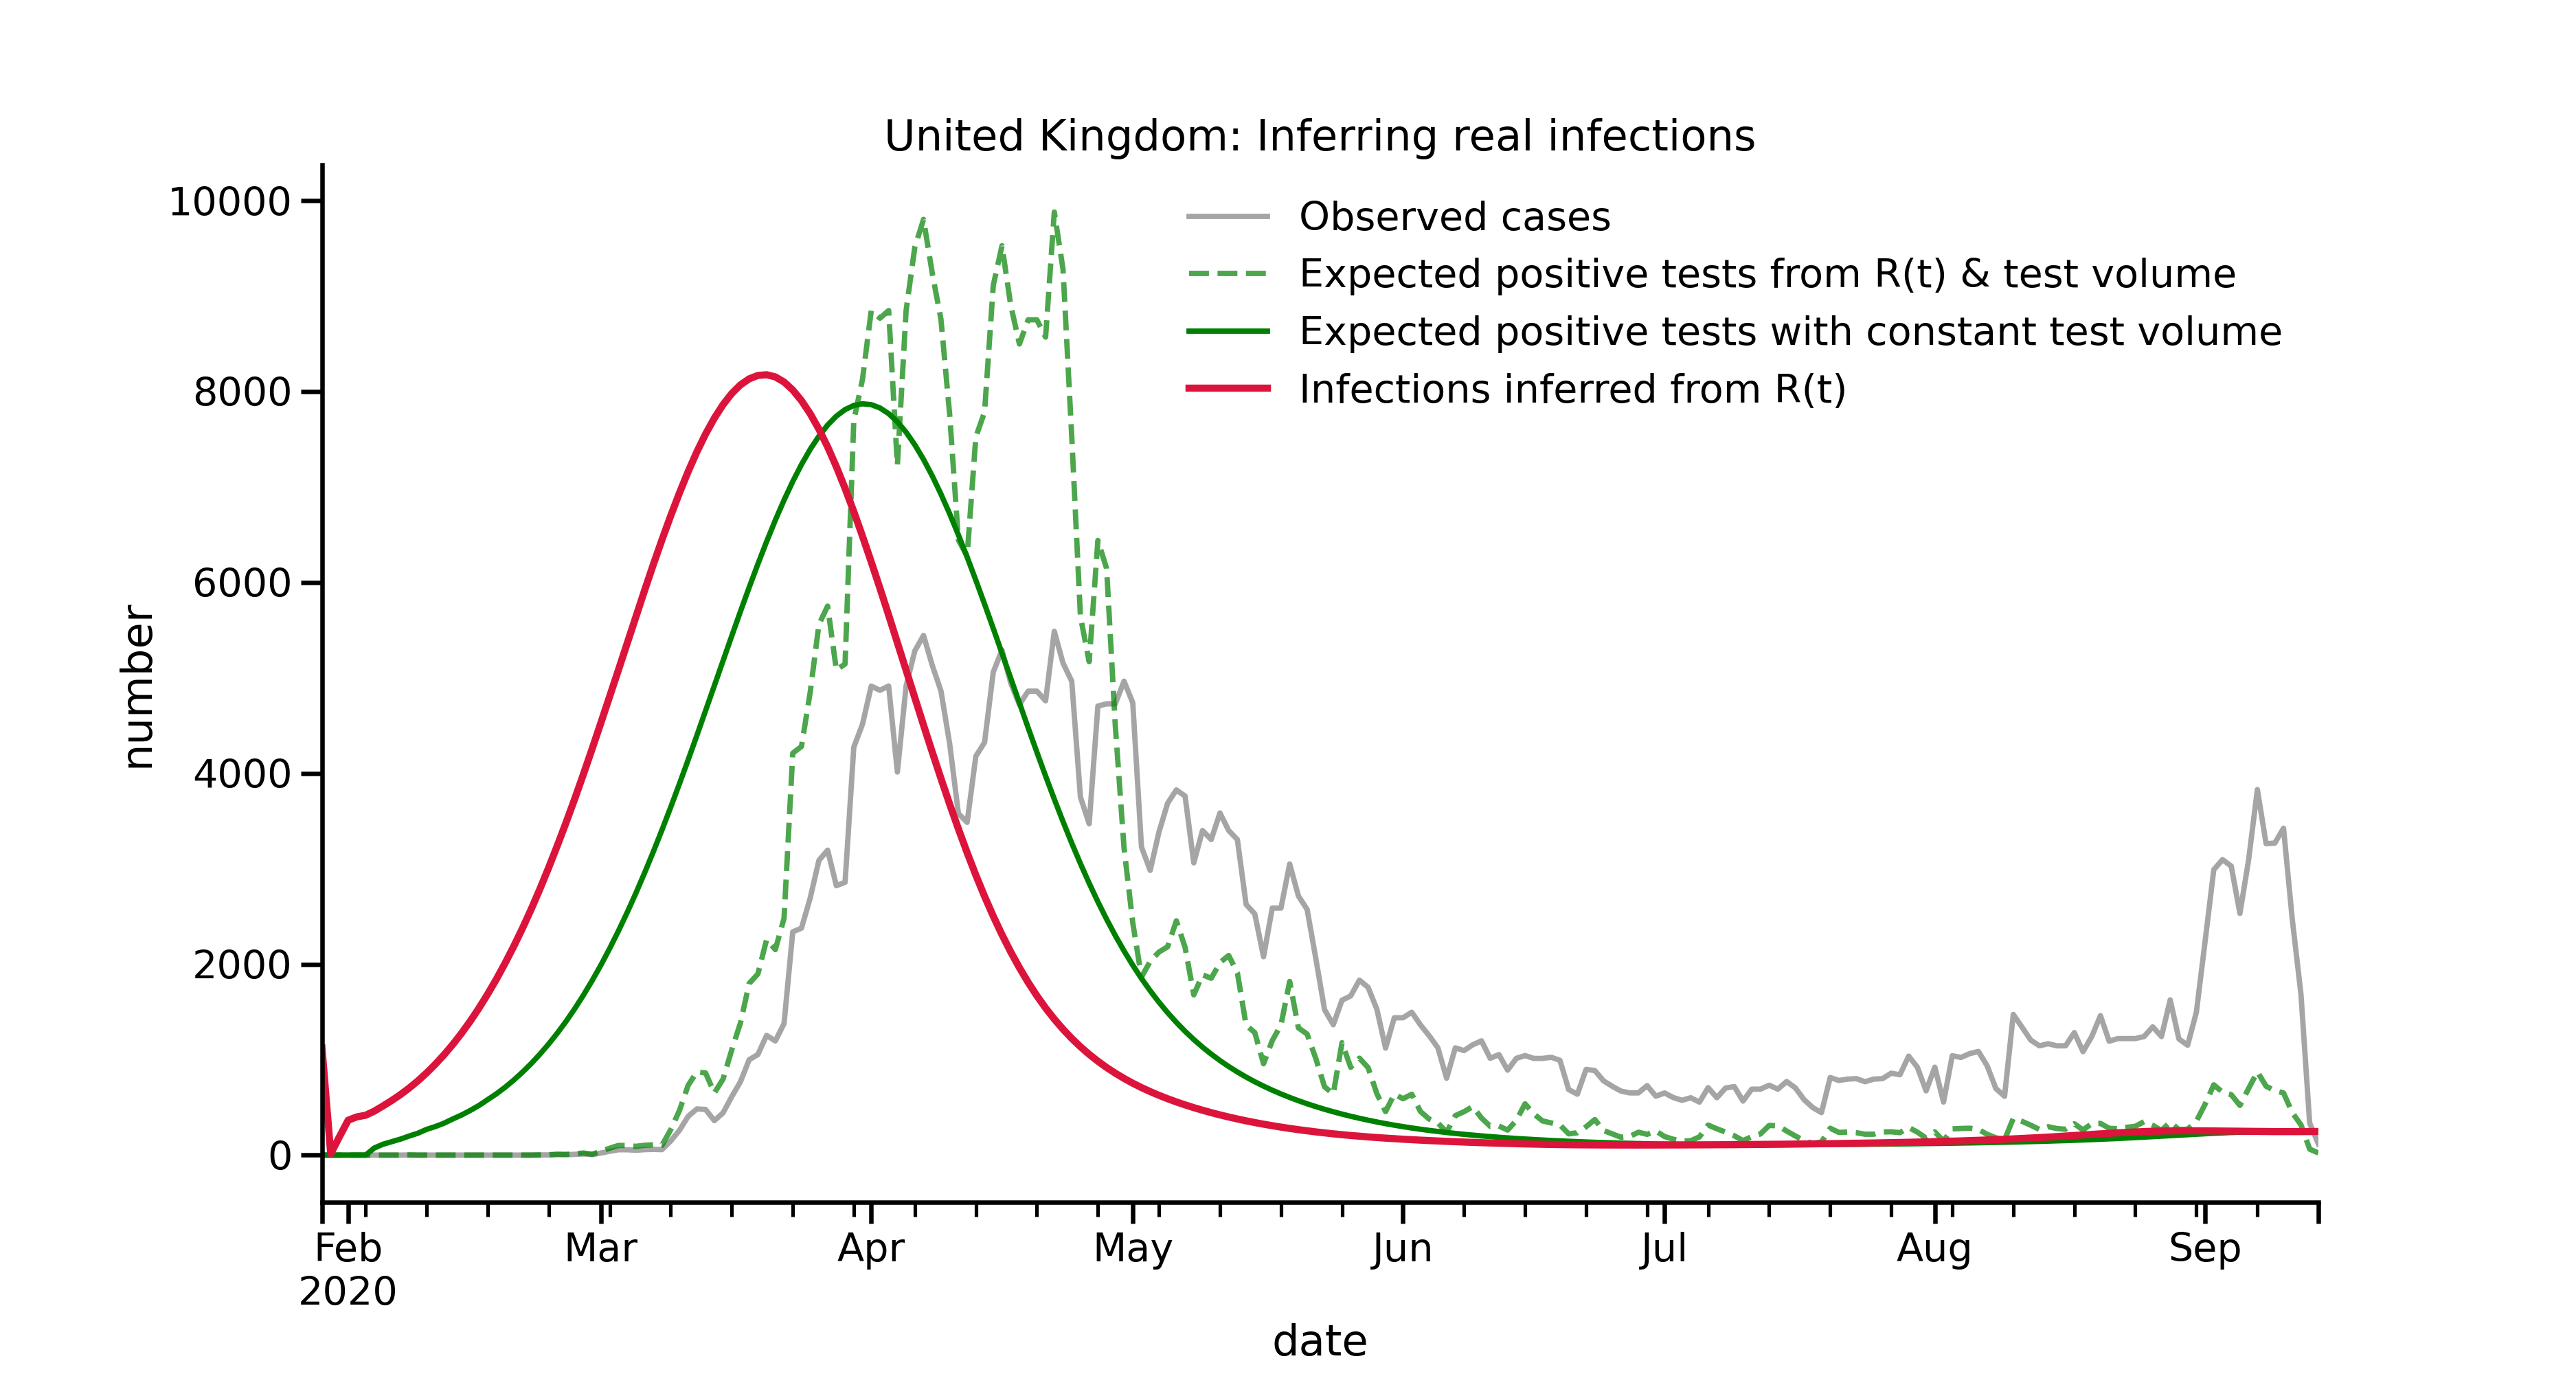 United Kingdom: Inferring real infections
Observed cases
Expected positive tests from R(t) & test volume
Expected positive tests with constant test volume
Infections inferred from R(t)
10000
8000
6000
4000
2000
0
number
Feb Mar Apr May Jun Jul Aug Sep
2020
date